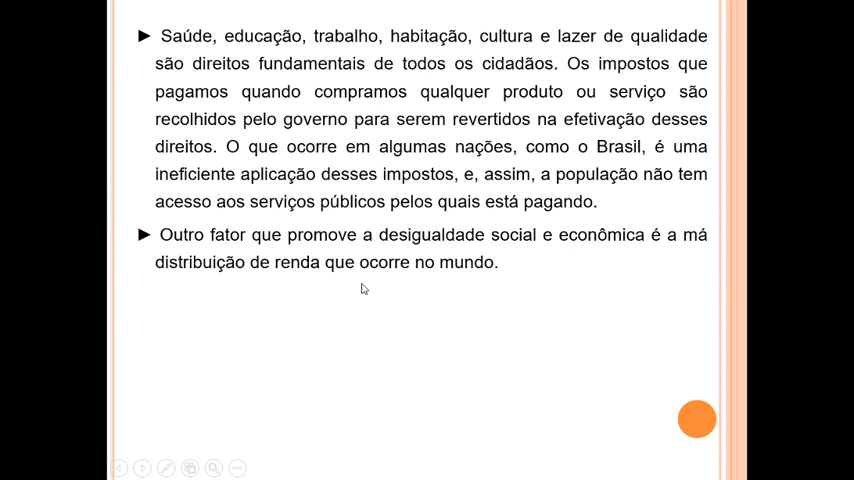 ► Saúde, educação, trabalho, habitação, cultura e lazer de qualidade
são direitos fundamentais de todos os cidadãos. Os impostos que
pagamos quando compramos qualquer produto ou serviço são
recolhidos pelo governo para serem revertidos na efetivação desses
direitos. O que ocorre em algumas nações, como o Brasil, é uma
ineficiente aplicação desses impostos, e, assim, a população não tem
acesso aos serviços públicos pelos quais está pagando.
► Outro fator que promove a desigualdade social e econômica é a má
distribuição de renda que ocorre no mundo.